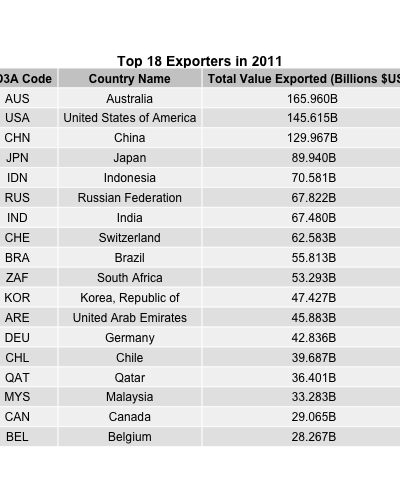 Top 18 Exporters in 2011
Code Country Name Total Value Exported (Billions
AUS Australia 165.960B
USA United States of America 145.615B
CHN China 129.967B
JPN Japan 89.940B
IDN Indonesia 70.581B
RUS Russian Federation 67.822B
IND India 67.480B
CHE Switzerland 62.583B
BRA Brazil 55.813B
ZAF South Africa 53.293B
KOR Korea, Republic of 47.427B
ARE United Arab Emirates 45.883B
DEU Germany 42.836B
CHL Chile 39.687B
QAT Qatar 36.401B
MYS Malaysia 33.283B
CAN Canada 29.065B
BEL Belgium 28.267B